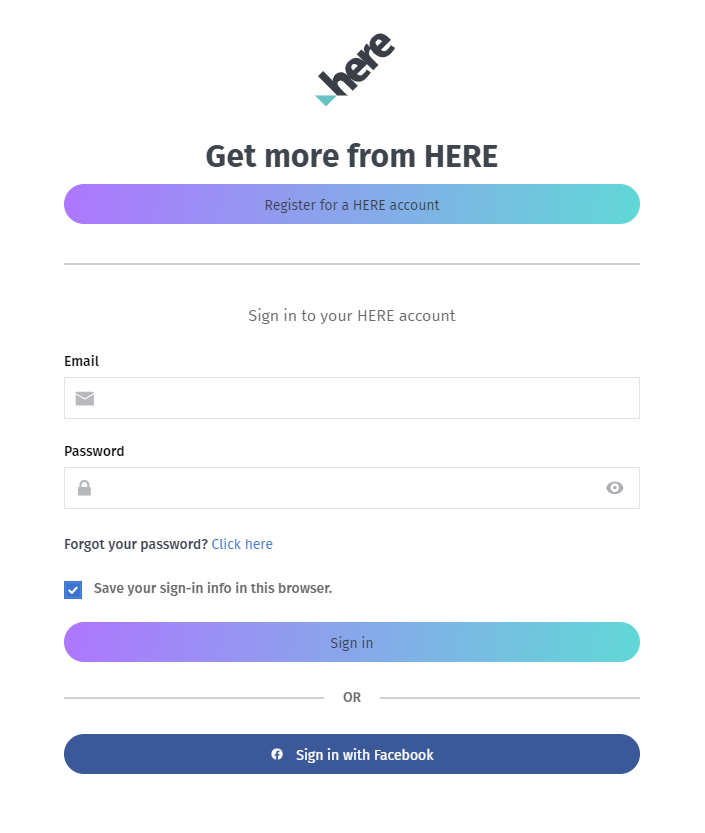 here
Get more from HERE
Register for a HERE account
Sign in to your HERE account
Email
Password
Forgot your password? Click here
Save your sign-in info in this browser.
Sign in
OR
Sign in with Facebook